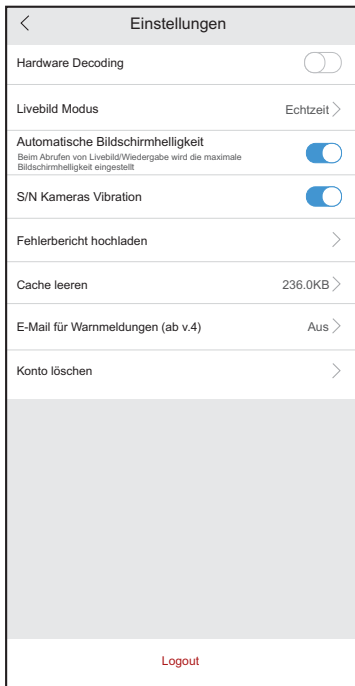 Einstellungen
Hardware Decoding
Livebild Modus Echtzeit
Automatische Bildschirmhelligkeit
Beim Abrufen von Livebild/Wiedergabe wird die maximale
Bildschirmhelligkeit eingestellt
S/N Kameras Vibration
Fehlerbericht hochladen
Cache leeren 236.0KB
E-Mail für Warnmeldungen (ab v.4) Aus
Konto löschen
Logout